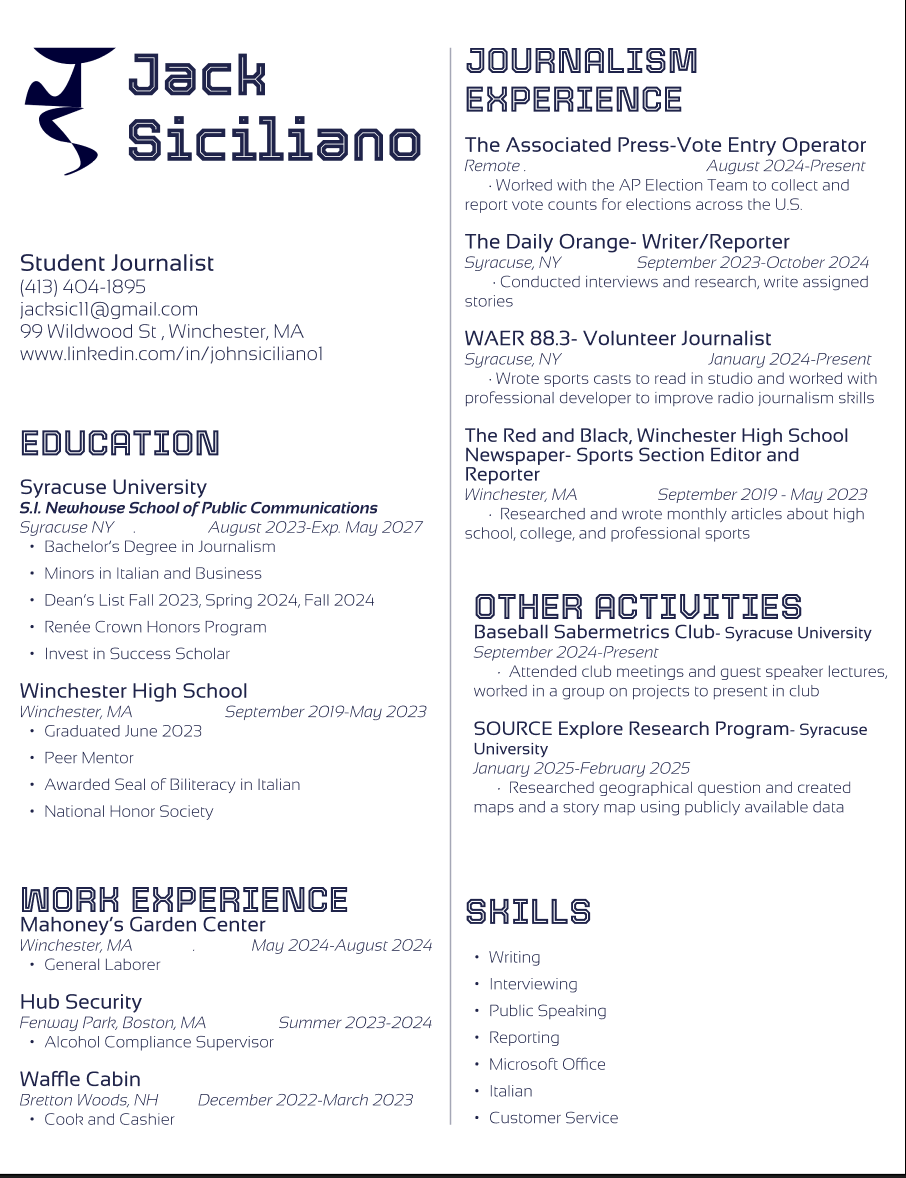 Jack
Siciliano
Student Journalist
(413) 404-1895
jacksic11@gmail.com
99 Wildwood St , Winchester, MA
www.linkedin.com/in/johnsiciliano1
EDUCATION
Syracuse University
S.I. Newhouse School of Public Communications
Syracuse NY . August 2023-Exp. May 2027
• Bachelor's Degree in Journalism
• Minors in Italian and Business
• Dean's List Fall 2023, Spring 2024, Fall 2024
• Renée Crown Honors Program
• Invest in Success Scholar
Winchester High School
Winchester, MA September 2019-May 2023
• Graduated June 2023
• Peer Mentor
• Awarded Seal of Biliteracy in Italian
• National Honor Society
WORK EXPERIENCE
Mahoney's Garden Center
Winchester, MA . May 2024-August 2024
• General Laborer
Hub Security
Fenway Park, Boston, MA Summer 2023-2024
• Alcohol Compliance Supervisor
Waffle Cabin
Bretton Woods, NH December 2022-March 2023
• Cook and Cashier
JOURNALISM
EXPERIENCE
The Associated Press-Vote Entry Operator
Remote . August 2024-Present
· Worked with the AP Election Team to collect and
report vote counts for elections across the U.S.
The Daily Orange- Writer/Reporter
Syracuse, NY September 2023-October 2024
· Conducted interviews and research, write assigned
stories
WAER 88.3- Volunteer Journalist
Syracuse, NY January 2024-Present
· Wrote sports casts to read in studio and worked with
professional developer to improve radio journalism skills
The Red and Black, Winchester High School
Newspaper- Sports Section Editor and
Reporter
Winchester, MA September 2019 - May 2023
· Researched and wrote monthly articles about high
school, college, and professional sports
OTHER ACTIVITIES
Baseball Sabermetrics Club- Syracuse University
September 2024-Present
· Attended club meetings and guest speaker lectures,
worked in a group on projects to present in club
SOURCE Explore Research Program- Syracuse
University
January 2025-February 2025
· Researched geographical question and created
maps and a story map using publicly available data
SKILLS
• Writing
• Interviewing
• Public Speaking
• Reporting
• Microsoft Office
• Italian
• Customer Service